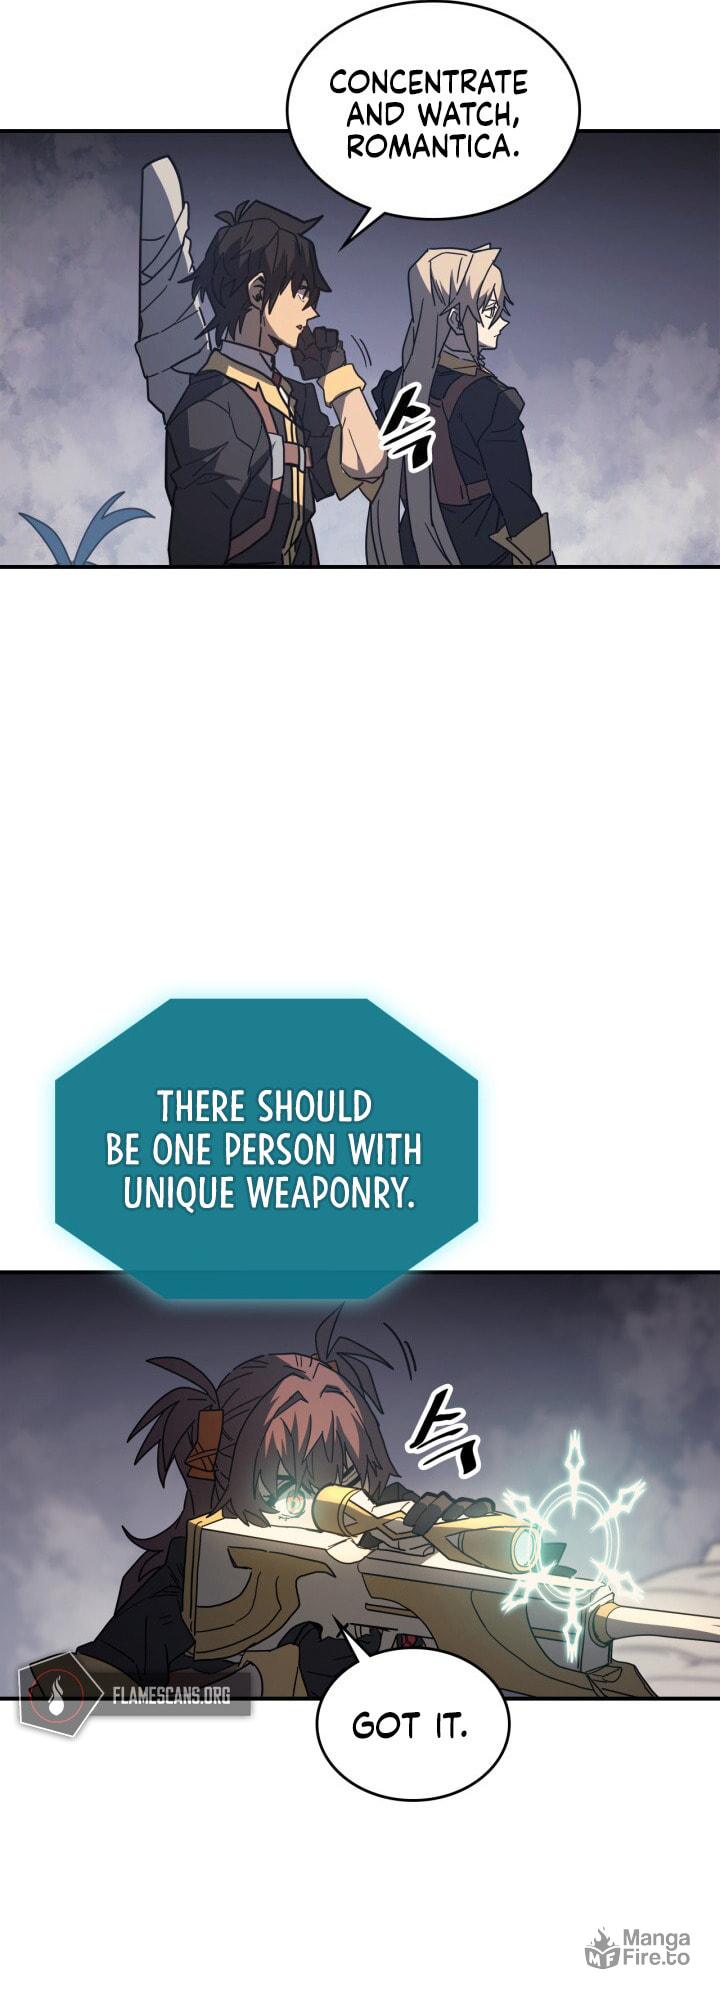 CONCENTRATE
AND WATCH,
ROMANTICA.
슥
THERE SHOULD
BE ONE PERSON WITH
UNIQUE WEAPONRY.
슥
FLAMESCANS.ORG
GOT IT.
Manga
MF Fire.to